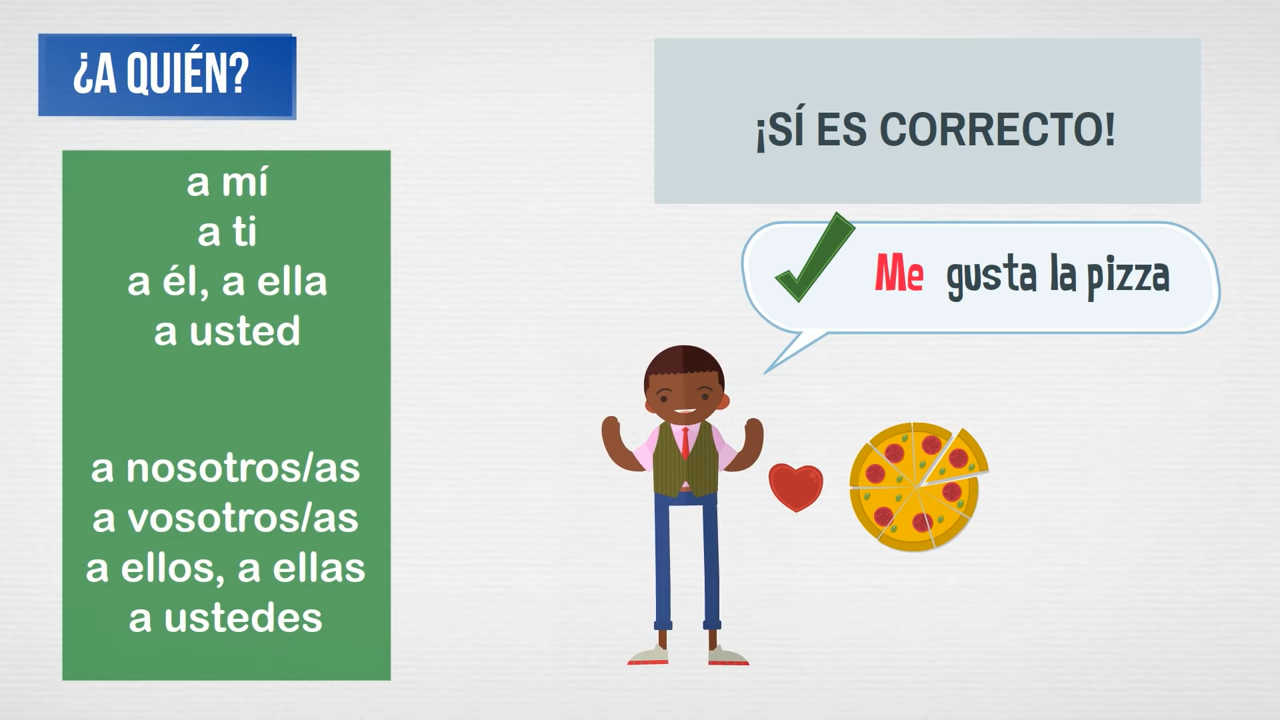 ¿A QUIÉN?
a mí
a ti
a él, a ella
a usted
a nosotros/as
a vosotros/as
a ellos, a ellas
a ustedes
¡SÍ ES CORRECTO!
Me gusta la pizza